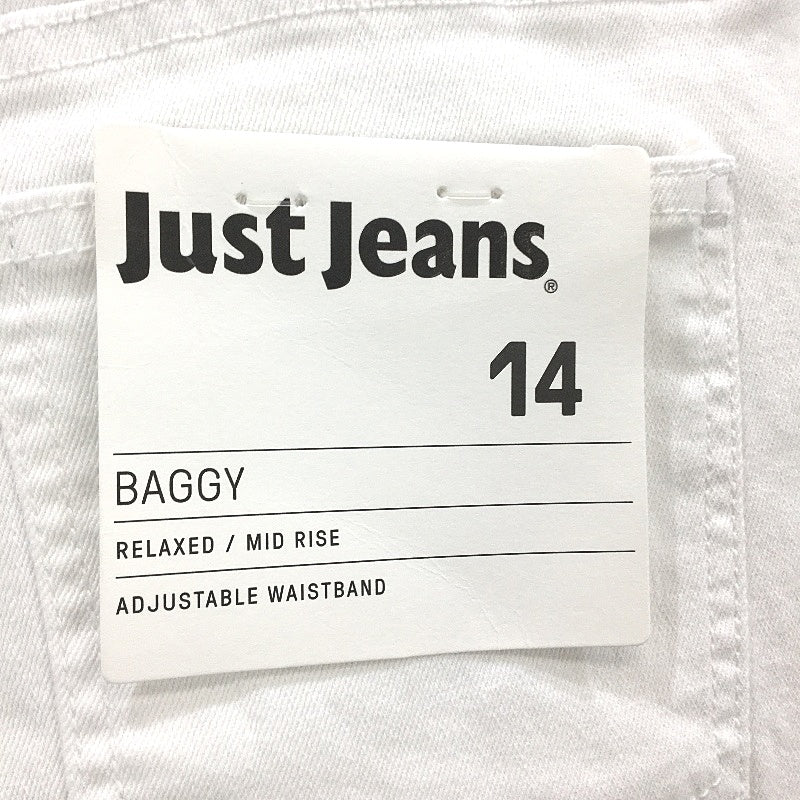 Just Jeans®
14
BAGGY
RELAXED / MID RISE
ADJUSTABLE WAISTBAND